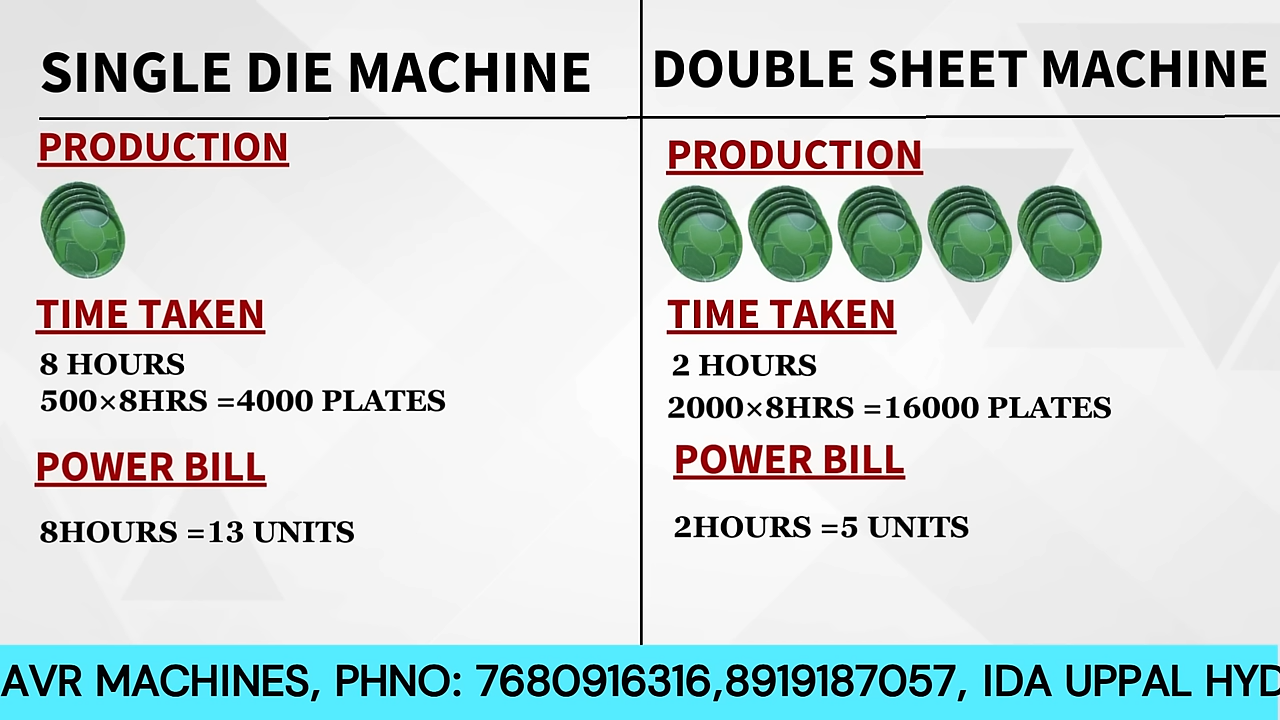 SINGLE DIE MACHINE
PRODUCTION
TIME TAKEN
8 HOURS
500×8HRS =4000 PLATES
POWER BILL
8HOURS =13 UNITS
DOUBLE SHEET MACHINE
PRODUCTION
TIME TAKEN
2 HOURS
2000×8HRS =16000 PLATES
POWER BILL
2HOURS =5 UNITS
AVR MACHINES, PHNO: 7680916316,8919187057, IDA UPPAL HYD